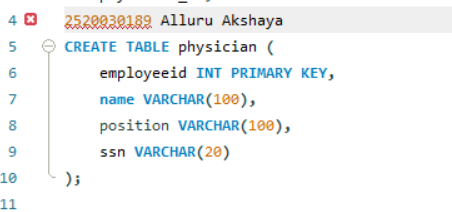 4 2520030189 Alluru Akshaya
5 CREATE TABLE physician (
6 employeeid INT PRIMARY KEY,
7 name VARCHAR(100),
8 position VARCHAR(100),
9 ssn VARCHAR(20)
10 );
11